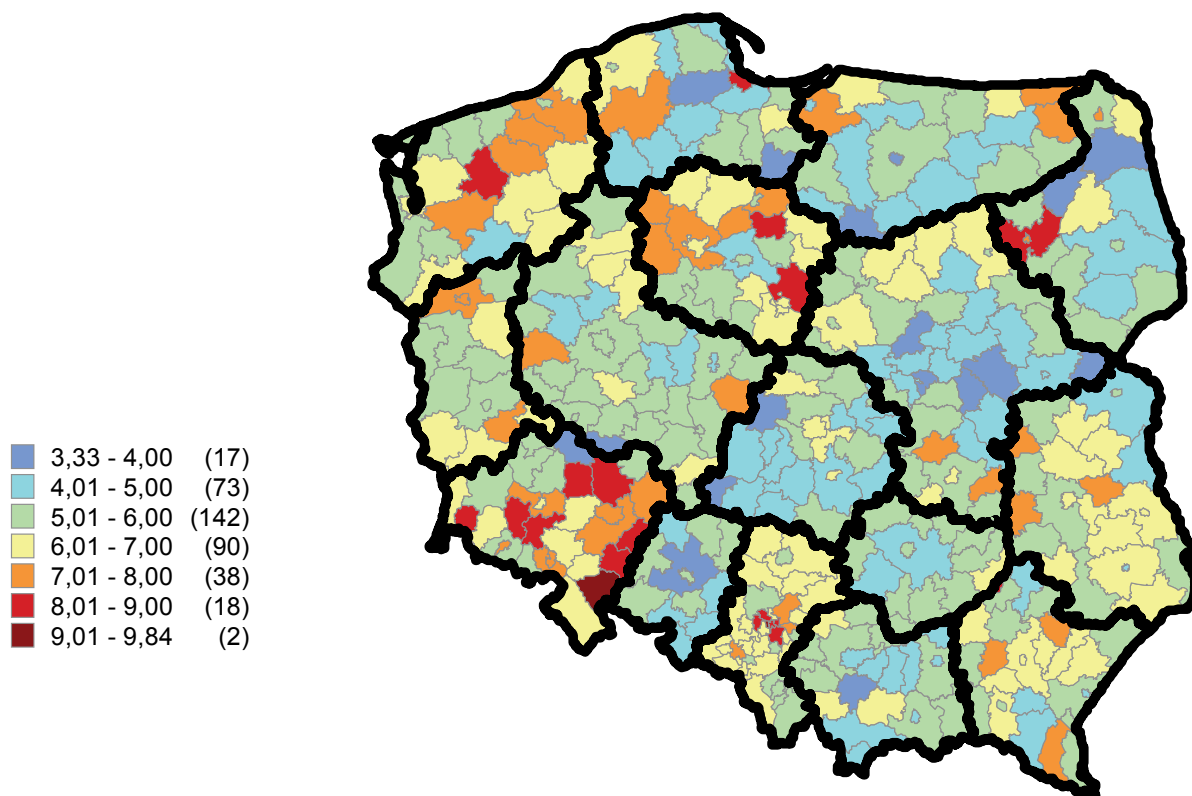 3,33 - 4,00 (17)
4,01 - 5,00 (73)
5,01 - 6,00 (142)
6,01 - 7,00 (90)
7,01 - 8,00 (38)
8,01 - 9,00 (18)
9,01 - 9,84 (2)